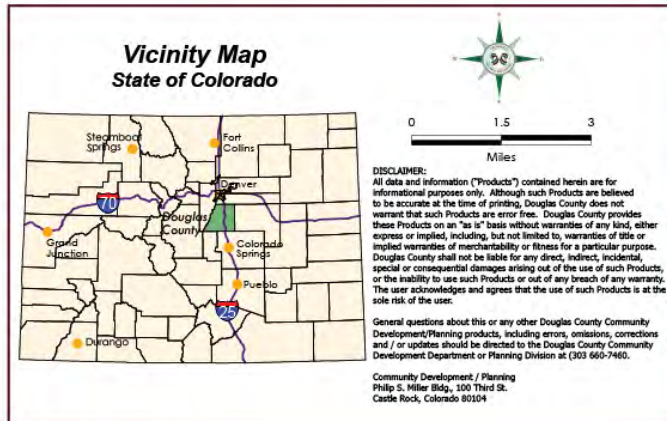 Vicinity Map
State of Colorado
Steamboat
Springs
Fort
Collins
Denver
70
Douglas
County
Grand
Junction
Colorado
Springs
Pueblo
25
Durango
0 1.5 3
Miles
DISCLAIMER:
All data and information ("Products") contained herein are for
informational purposes only. Although such Products are believed
to be accurate at the time of printing, Douglas County does not
warrant that such Products are error free. Douglas County provides
these Products on an "as is" basis without warranties of any kind, either
express or implied, including, but not limited to, warranties of title or
implied warranties of merchantability or fitness for a particular purpose.
Douglas County shall not be liable for any direct, indirect, incidental,
special or consequential damages arising out of the use of such Products,
or the inability to use such Products or out of any breach of any warranty.
The user acknowledges and agrees that the use of such Products is at the
sole risk of the user.
General questions about this or any other Douglas County Community
Development/Planning products, including errors, omissions, corrections
and / or updates should be directed to the Douglas County Community
Development Department or Planning Division at (303 660-7460.
Community Development / Planning
Philip S. Miller Bldg., 100 Third St.
Castle Rock, Colorado 80104